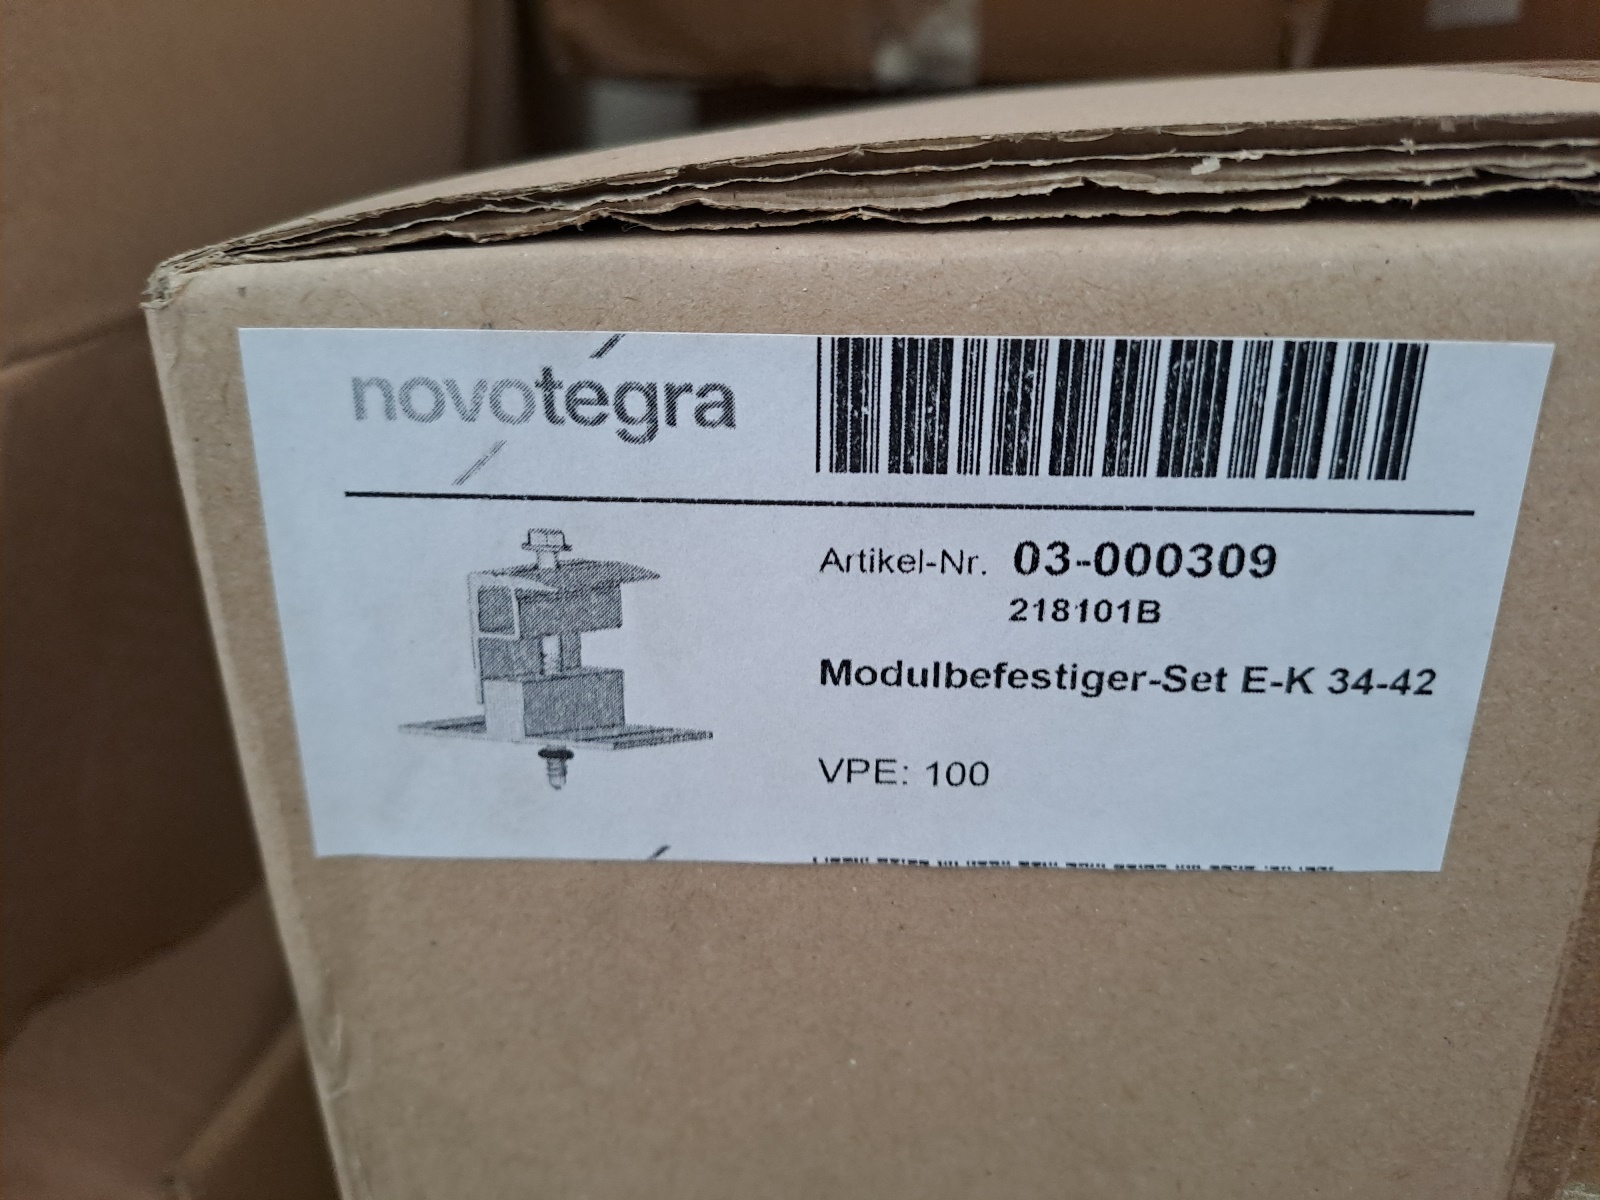 novotegra
Artikel-Nr. 03-000309
218101B
Modulbefestiger-Set E-K 34-42
VPE: 100